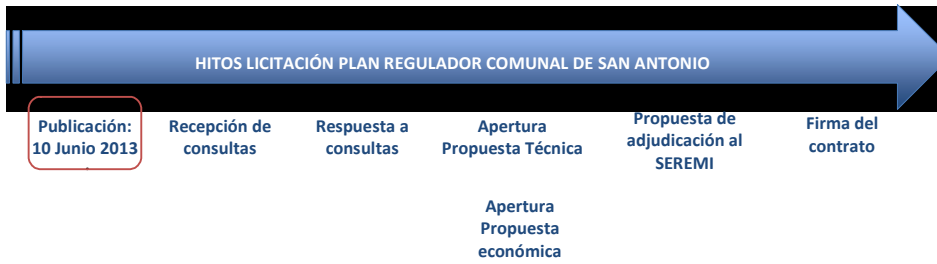 HITOS LICITACIÓN PLAN REGULADOR COMUNAL DE SAN ANTONIO
Publicación:
10 Junio 2013
.
Recepción de
consultas
Respuesta a
consultas
Apertura
Propuesta Técnica
Propuesta de
adjudicación al
SEREMI
Firma del
contrato
Apertura
Propuesta
económica